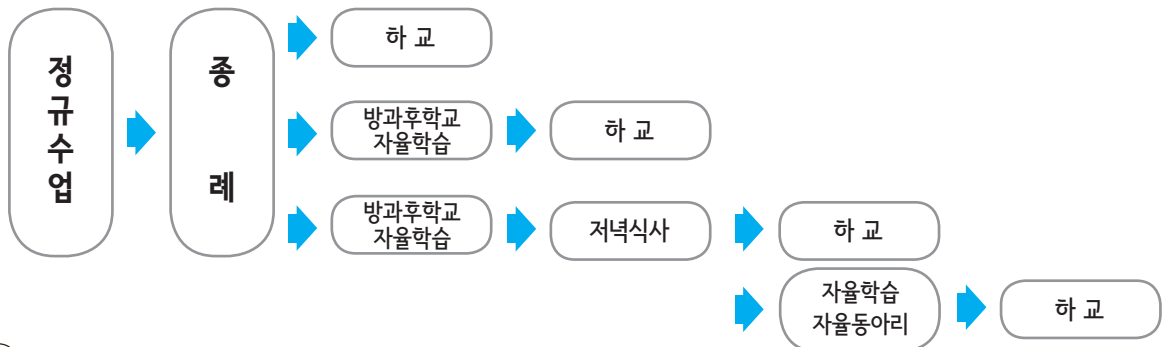 정규수업
종례
하 교
방과후학교
자율학습
하 교
방과후학교
자율학습
저녁식사
하 교
자율학습
자율동아리
하 교